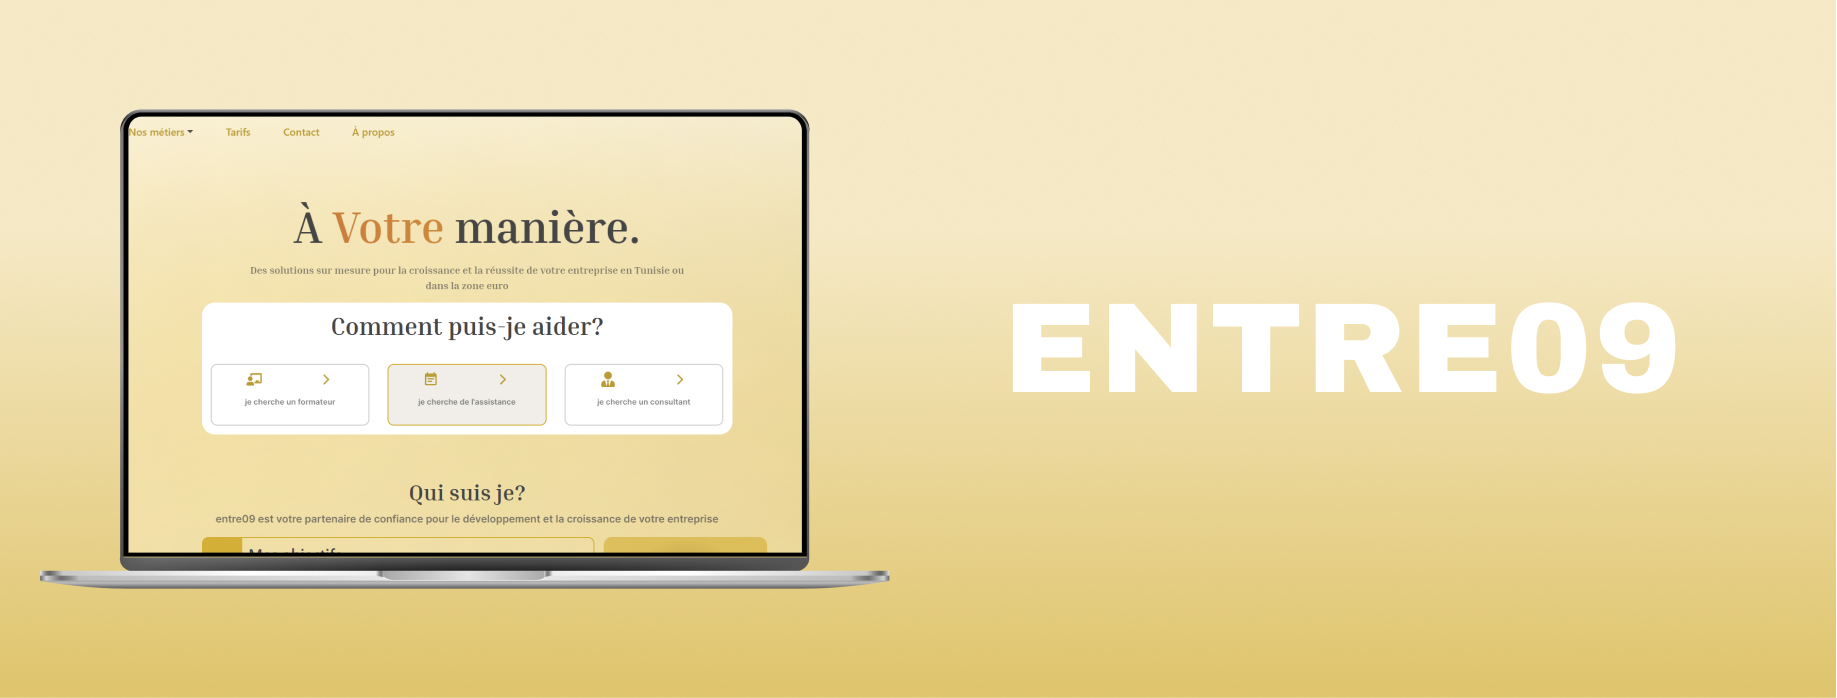 Nos métiers
Tarifs
Contact
À propos
À Votre manière.
Des solutions sur mesure pour la croissance et la réussite de votre entreprise en Tunisie ou
dans la zone euro
Comment puis-je aider?
je cherche un formateur
je cherche de l'assistance
je cherche un consultant
Qui suis je?
entre09 est votre partenaire de confiance pour le développement et la croissance de votre entreprise
Mes objectifs
ENTRE09